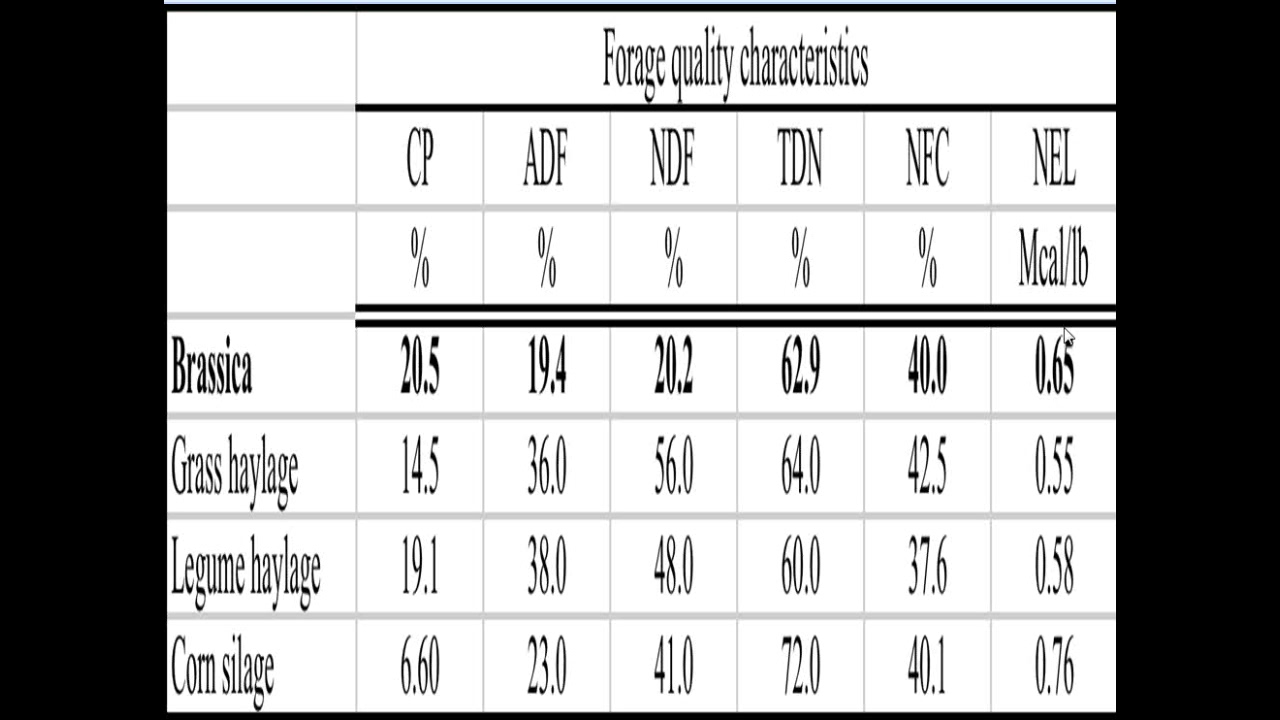 Forage quality characteristics
CP ADF NDF TDN NFC NEL
% % % % % Mcal/lb
Brassica 20.5 19.4 20.2 62.9 40.0 0.65
Grass haylage 14.5 36.0 56.0 64.0 42.5 0.55
Legume haylage 19.1 38.0 48.0 60.0 37.6 0.58
Corn silage 6.60 23.0 41.0 72.0 40.1 0.76